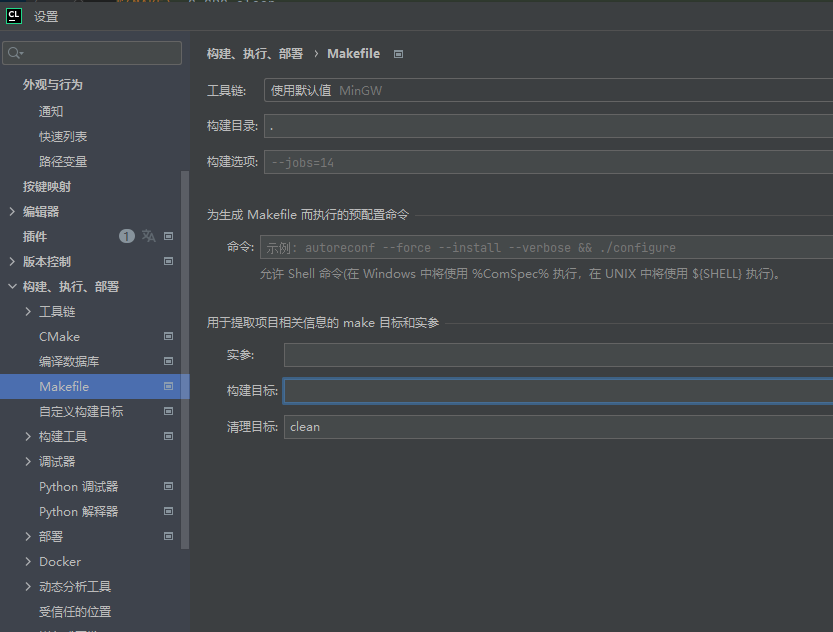 CL 设置
外观与行为
通知
快速列表
路径变量
按键映射
编辑器
插件 1
版本控制
构建、执行、部署
工具链
CMake
编译数据库
Makefile
自定义构建目标
构建工具
调试器
Python 调试器
Python 解释器
部署
Docker
动态分析工具
受信任的位置
构建、执行、部署 › Makefile
工具链: 使用默认值 MinGW
构建目录: .
构建选项: --jobs=14
为生成 Makefile 而执行的预配置命令
命令: 示例: autoreconf --force --install --verbose && ./configure
允许 Shell 命令(在 Windows 中将使用 %ComSpec% 执行，在 UNIX 中将使用 ${SHELL} 执行)。
用于提取项目相关信息的 make 目标和实参
实参:
构建目标:
清理目标: clean